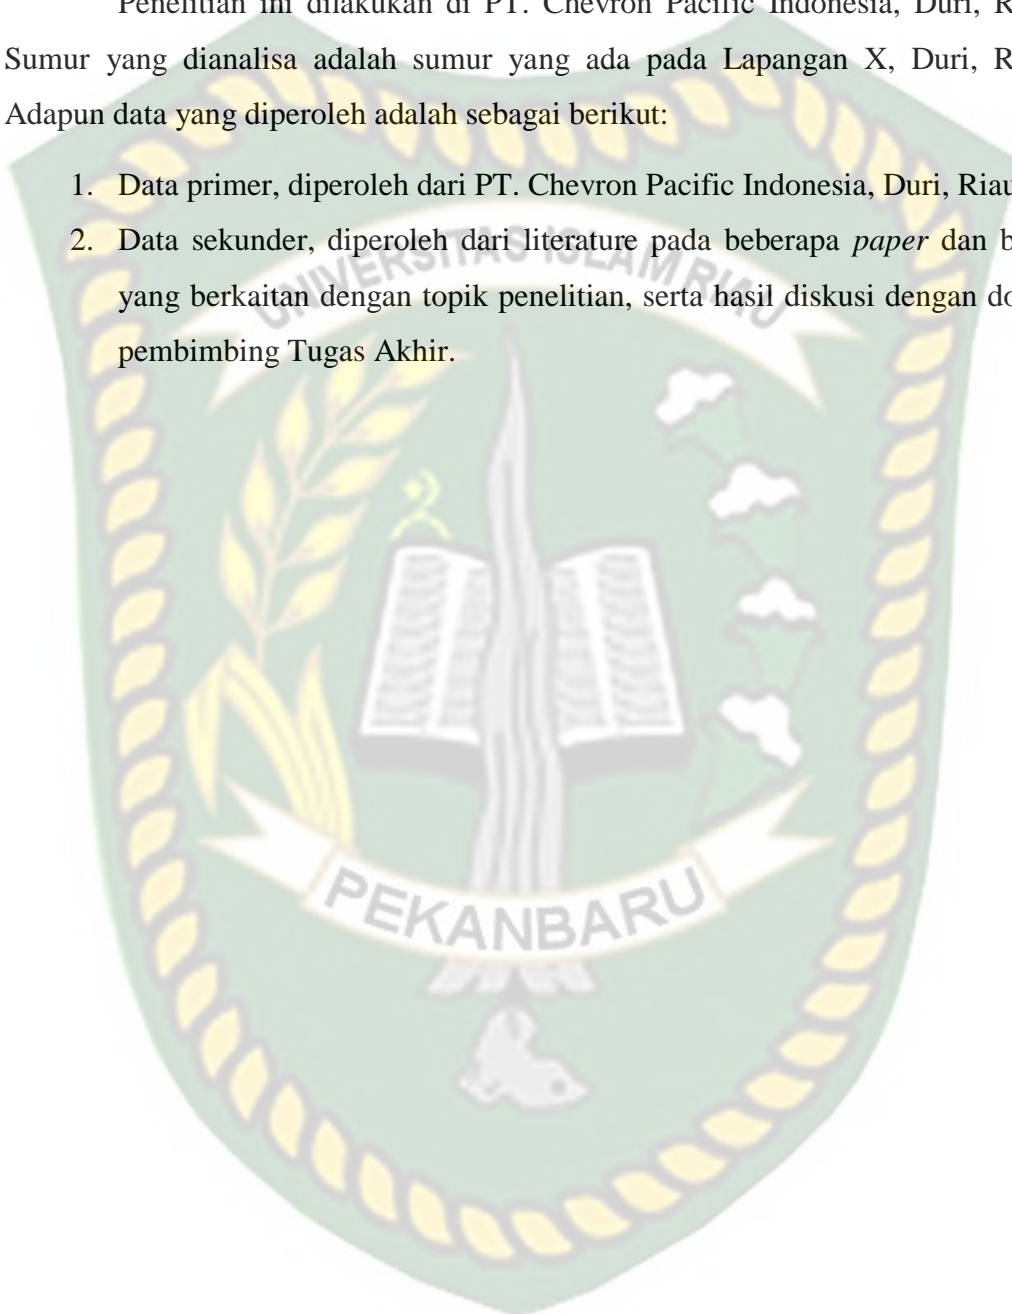 Penelitian ini dilakukan di PT. Chevron Pacific Indonesia, Duri,
Sumur yang dianalisa adalah sumur yang ada pada Lapangan X, Duri,
Adapun data yang diperoleh adalah sebagai berikut:
1. Data primer, diperoleh dari PT. Chevron Pacific Indonesia, Duri, Riau
2. Data sekunder, diperoleh dari literature pada beberapa paper dan
yang berkaitan dengan topik penelitian, serta hasil diskusi dengan
pembimbing Tugas Akhir.
UNIVERSITAS ISLAM RIAU
PEKANBARU